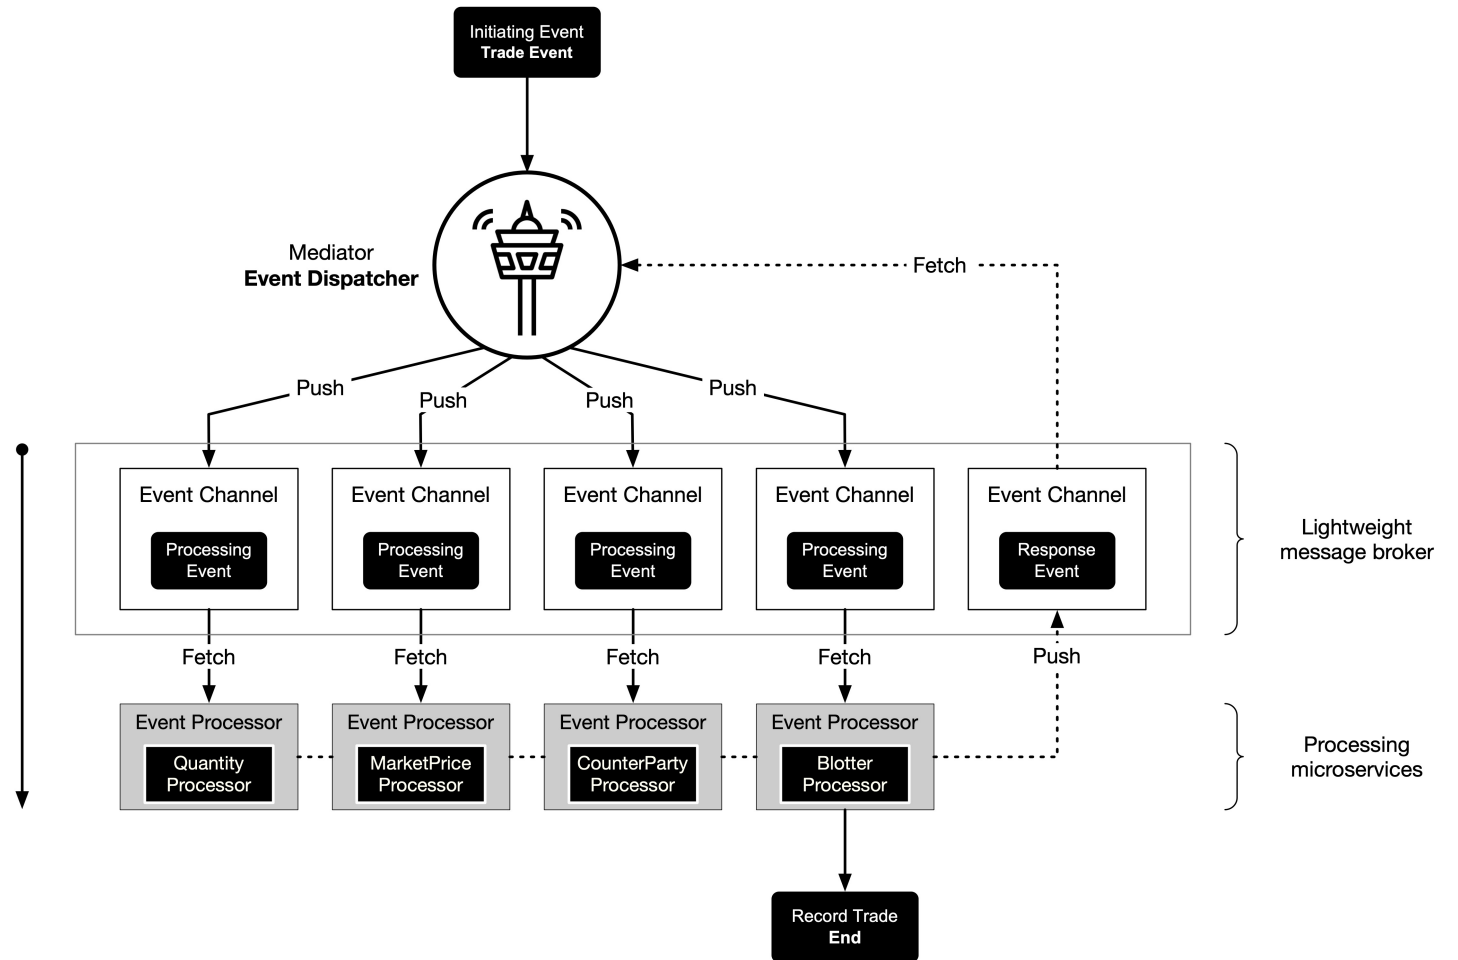 Initiating Event
Trade Event
Mediator
Event Dispatcher
Fetch
Push
Push
Push
Push
Event Channel
Processing
Event
Event Channel
Processing
Event
Event Channel
Processing
Event
Event Channel
Processing
Event
Event Channel
Response
Event
Lightweight
message broker
Fetch
Fetch
Fetch
Fetch
Push
Event Processor
Quantity
Processor
Event Processor
MarketPrice
Processor
Event Processor
CounterParty
Processor
Event Processor
Blotter
Processor
Processing
microservices
Record Trade
End